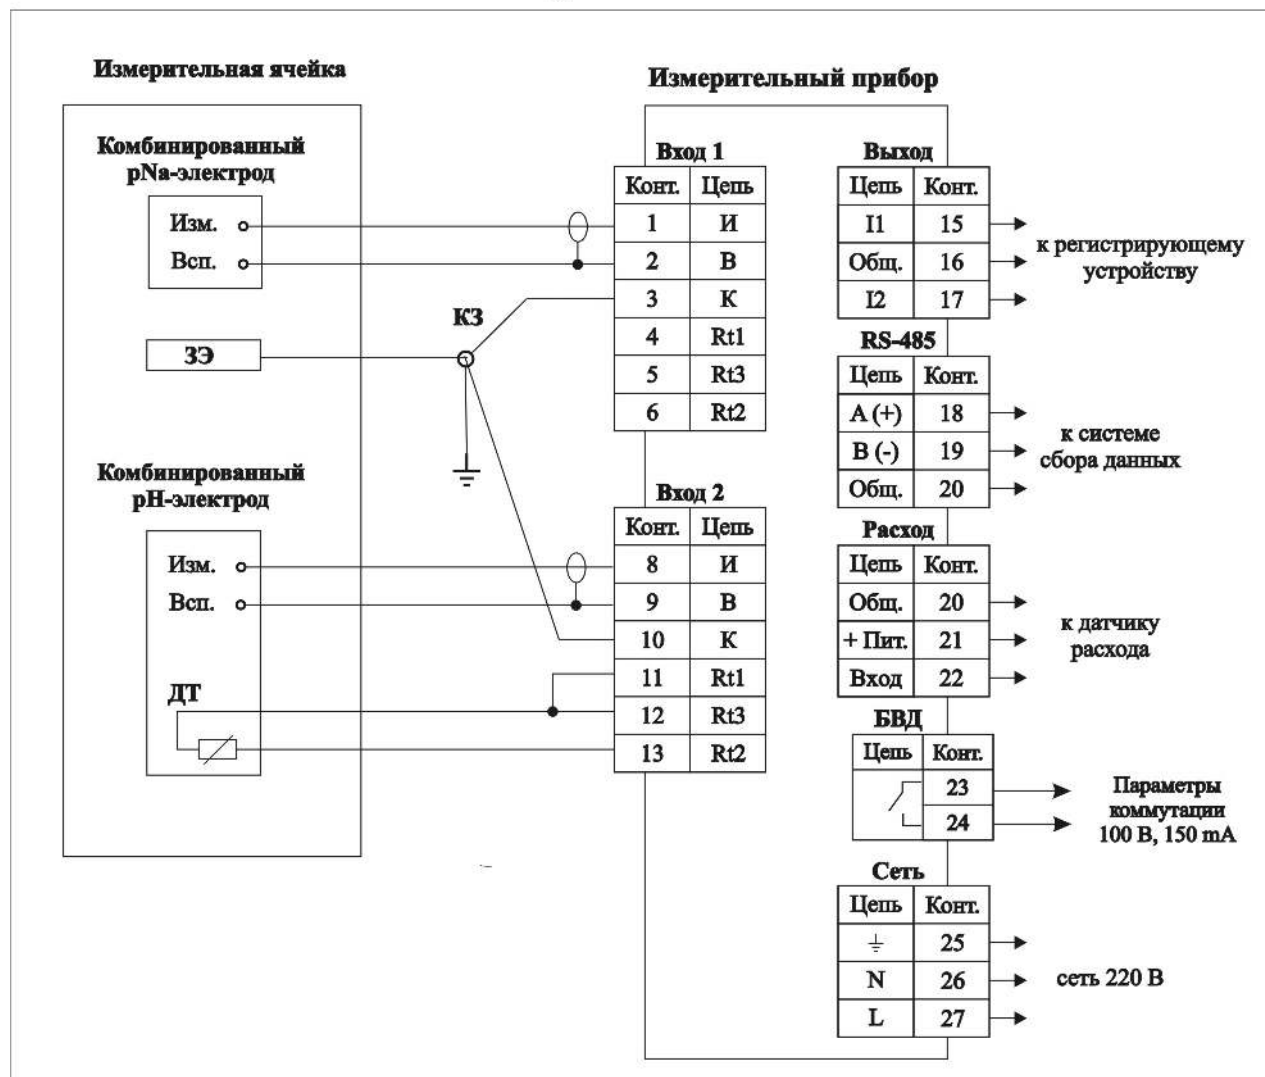 Измерительная ячейка
Комбинированный
pNa-электрод
Изм.
Всп.
ЗЭ
КЗ
Комбинированный
pH-электрод
Изм.
Всп.
ДТ
Измерительный прибор
Вход 1
Конт. Цепь
1 И
2 В
3 К
4 Rt1
5 Rt3
6 Rt2
Вход 2
Конт. Цепь
8 И
9 В
10 К
11 Rt1
12 Rt3
13 Rt2
Выход
Цепь Конт.
I1 15
Общ. 16
I2 17
к регистрирующему
устройству
RS-485
Цепь Конт.
A (+) 18
B (-) 19
Общ. 20
к системе
сбора данных
Расход
Цепь Конт.
Общ. 20
+ Пит. 21
Вход 22
к датчику
расхода
БВД
Цепь Конт.
23
24
Параметры
коммутации
100 В, 150 mA
Сеть
Цепь Конт.
25
N 26
L 27
сеть 220 В